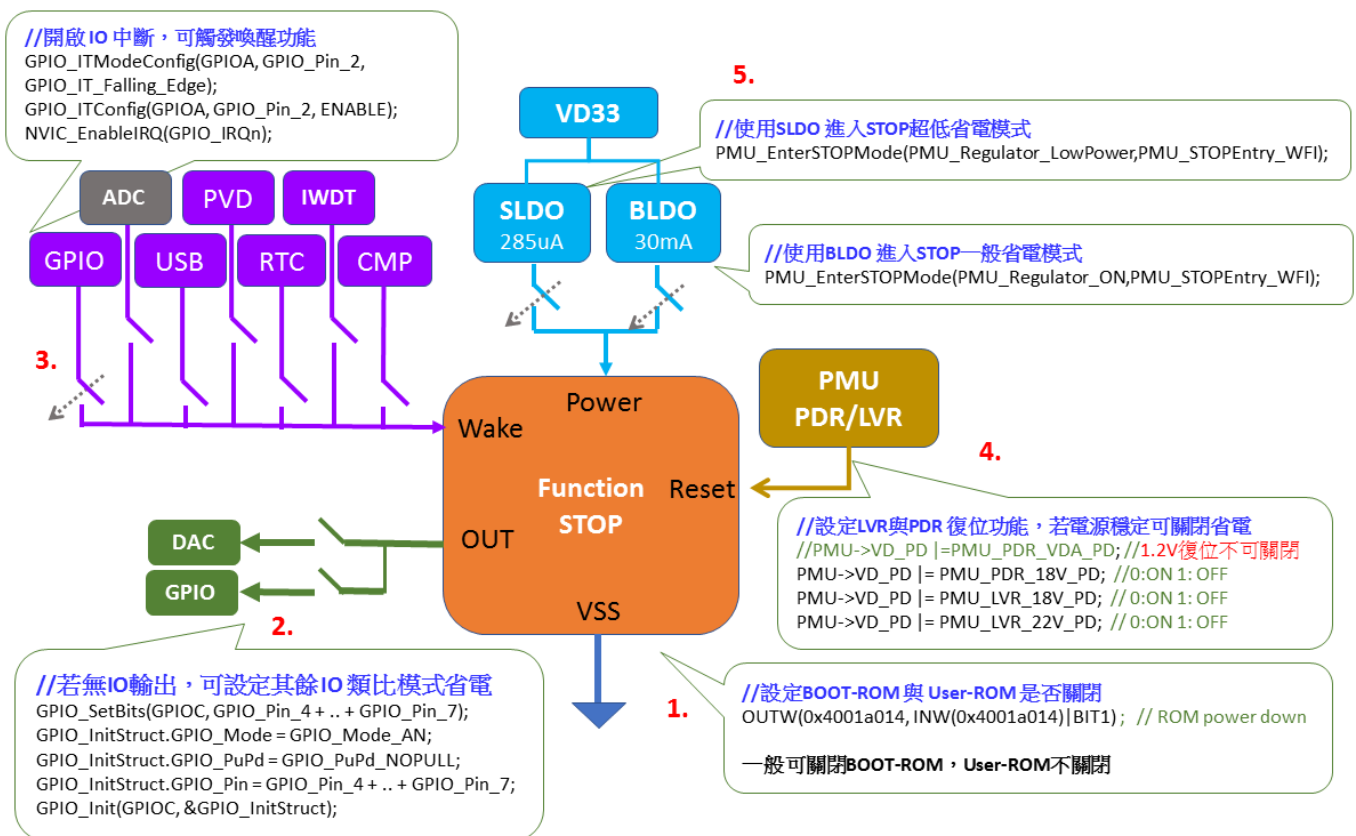 //開啟 IO 中斷，可觸發喚醒功能
GPIO_ITModeConfig(GPIOA, GPIO_Pin_2,
GPIO_IT_Falling_Edge);
GPIO_ITConfig(GPIOA, GPIO_Pin_2, ENABLE);
NVIC_EnableIRQ(GPIO_IRQn);
5.
VD33
//使用SLDO 進入STOP超低省電模式
PMU_EnterSTOPMode(PMU_Regulator_LowPower,PMU_STOPEntry_WFI);
ADC
PVD
IWDT
SLDO
285uA
BLDO
30mA
GPIO
USB
RTC
CMP
//使用BLDO 進入STOP一般省電模式
PMU_EnterSTOPMode(PMU_Regulator_ON,PMU_STOPEntry_WFI);
3.
Power
Wake
Function
STOP
Reset
OUT
VSS
PMU
PDR/LVR
4.
DAC
GPIO
//設定LVR與PDR 復位功能，若電源穩定可關閉省電
//PMU->VD_PD |=PMU_PDR_VDA_PD; //1.2V復位不可關閉
PMU->VD_PD |= PMU_PDR_18V_PD; //0:ON 1: OFF
PMU->VD_PD |= PMU_LVR_18V_PD; // 0:ON 1: OFF
PMU->VD_PD |= PMU_LVR_22V_PD; // 0:ON 1: OFF
2.
//若無IO輸出，可設定其餘IO 類比模式省電
GPIO_SetBits(GPIOC, GPIO_Pin_4 + .. + GPIO_Pin_7);
GPIO_InitStruct.GPIO_Mode = GPIO_Mode_AN;
GPIO_InitStruct.GPIO_PuPd = GPIO_PuPd_NOPULL;
GPIO_InitStruct.GPIO_Pin = GPIO_Pin_4 + .. + GPIO_Pin_7;
GPIO_Init(GPIOC, &GPIO_InitStruct);
1.
//設定BOOT-ROM 與 User-ROM 是否關閉
OUTW(0x4001a014, INW(0x4001a014)|BIT1) ; // ROM power down
一般可關閉BOOT-ROM，User-ROM不關閉